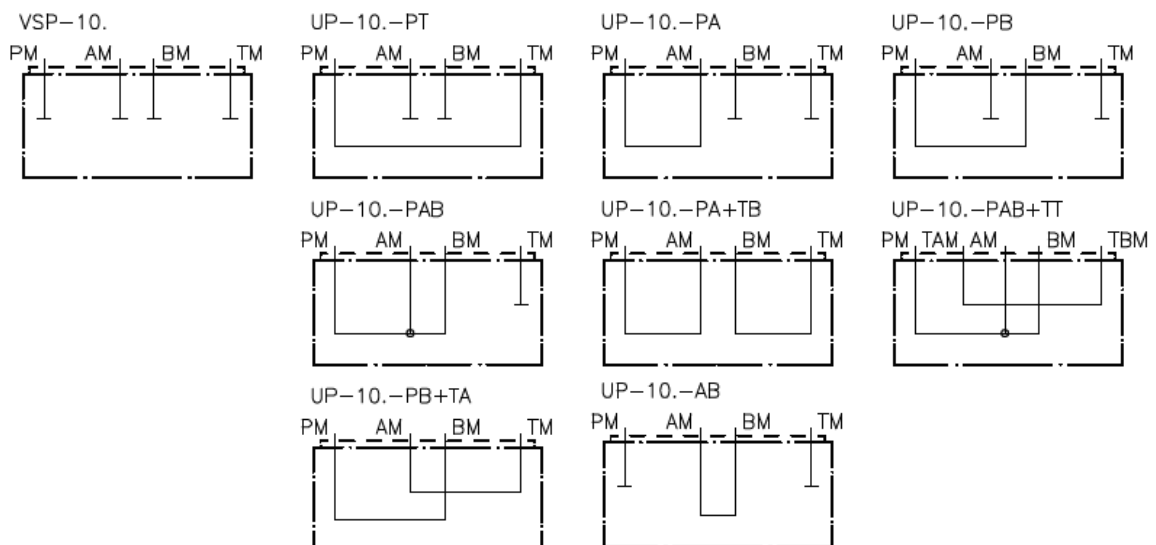 VSP-10. UP-10.-PT UP-10.-PA UP-10.-PB
PM AM BM TM PM AM BM TM PM AM BM TM PM AM BM TM
UP-10.-PAB UP-10.-PA+TB UP-10.-PAB+TT
PM AM BM TM PM AM BM TM PM TAM AM BM TBM
UP-10.-PB+TA UP-10.-AB
PM AM BM TM PM AM BM TM